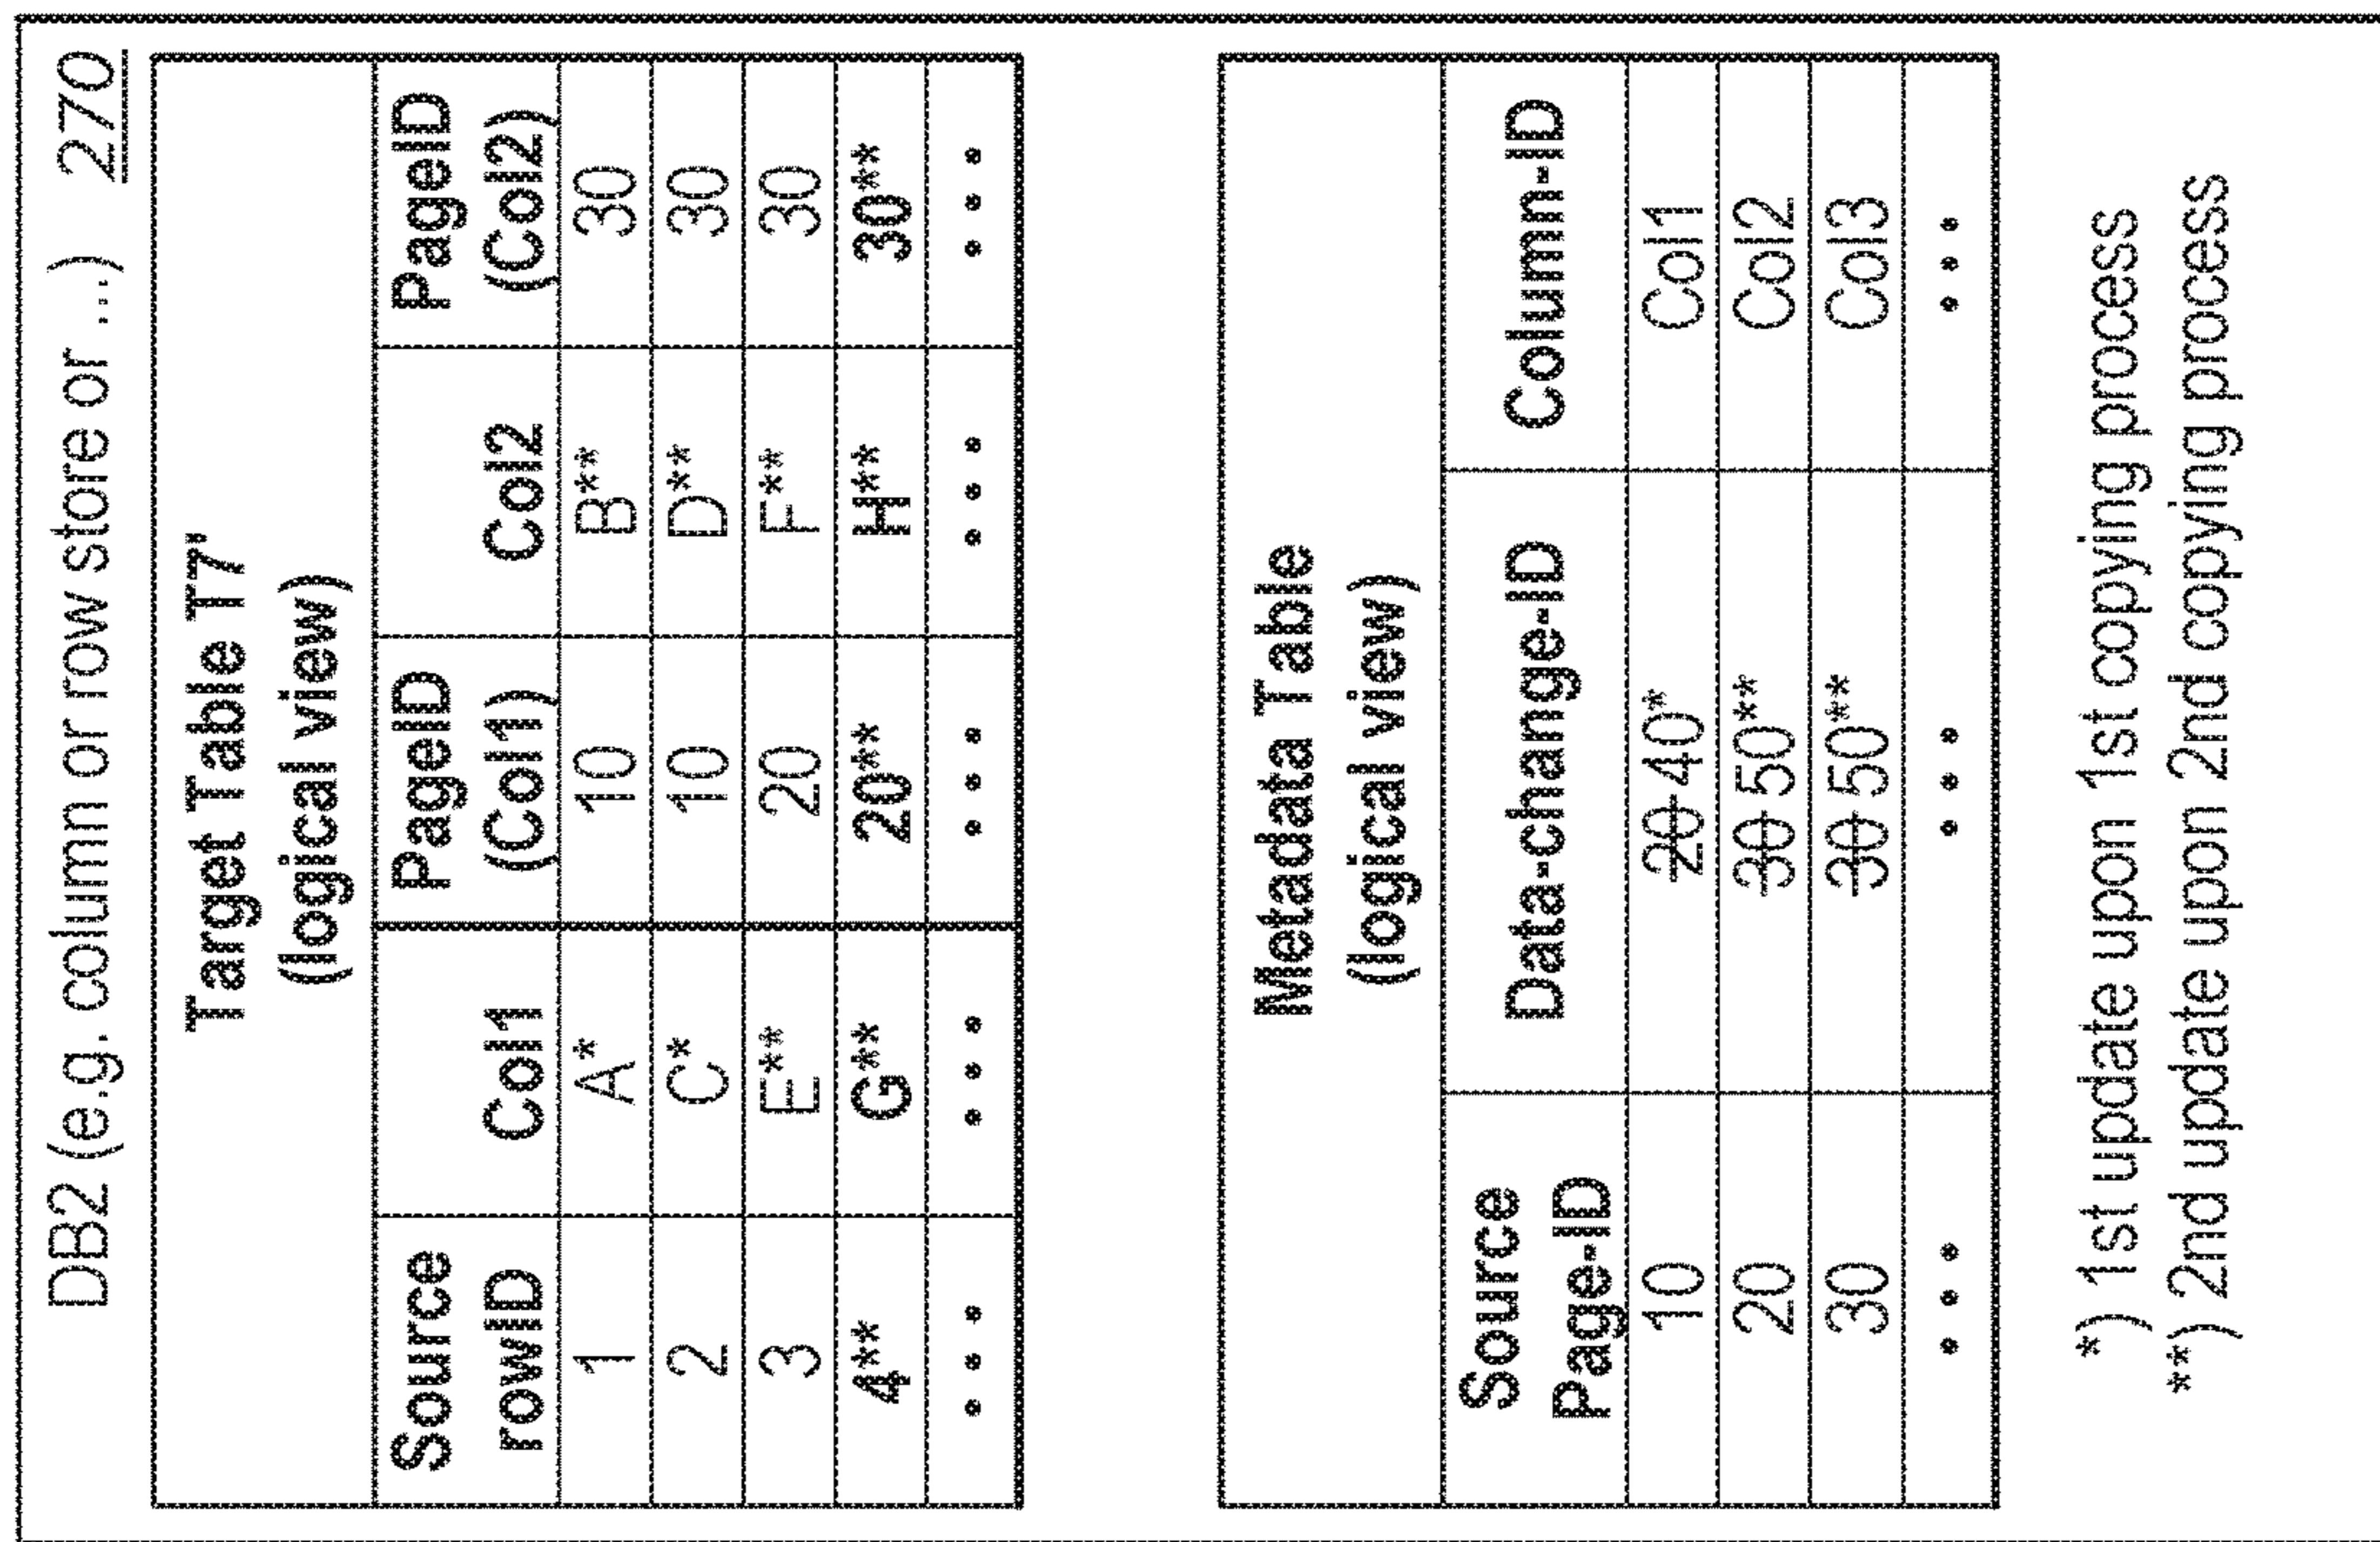 DB2 (e.g. column or row store or ...) 270
Target Table T7'
(logical view)
Source rowID Col1 PageID (Col1) Col2 PageID (Col2)
1 A* 10 B** 30
2 C* 10 D** 30
3 E** 20 F** 30
4** G** 20** H** 30**
... ... ... ... ...
Metadata Table
(logical view)
Source Page-ID Data-change-ID Column-ID
10 20 40* Col1
20 30 50** Col2
30 30 50** Col3
... ... ...
*) 1st update upon 1st copying process
**) 2nd update upon 2nd copying process